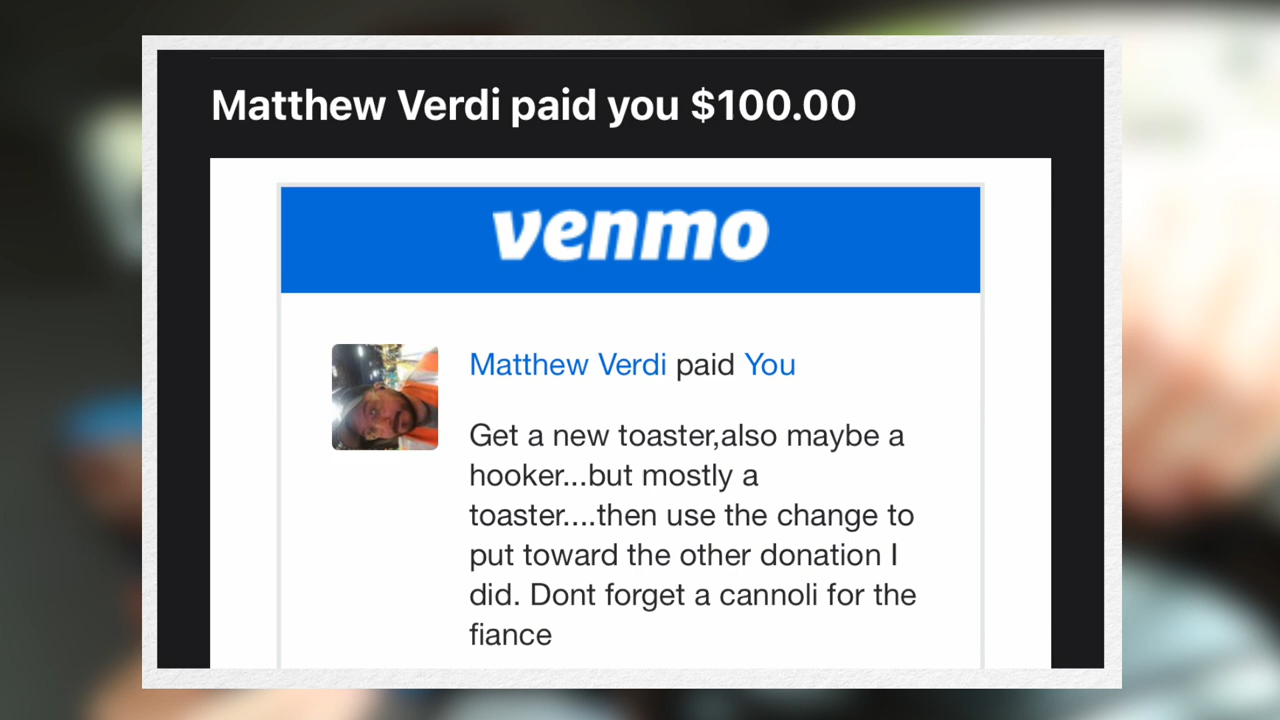 Matthew Verdi paid you $100.00
venmo
Matthew Verdi paid You
Get a new toaster,also maybe a
hooker...but mostly a
toaster....then use the change to
put toward the other donation I
did. Dont forget a cannoli for the
fiance